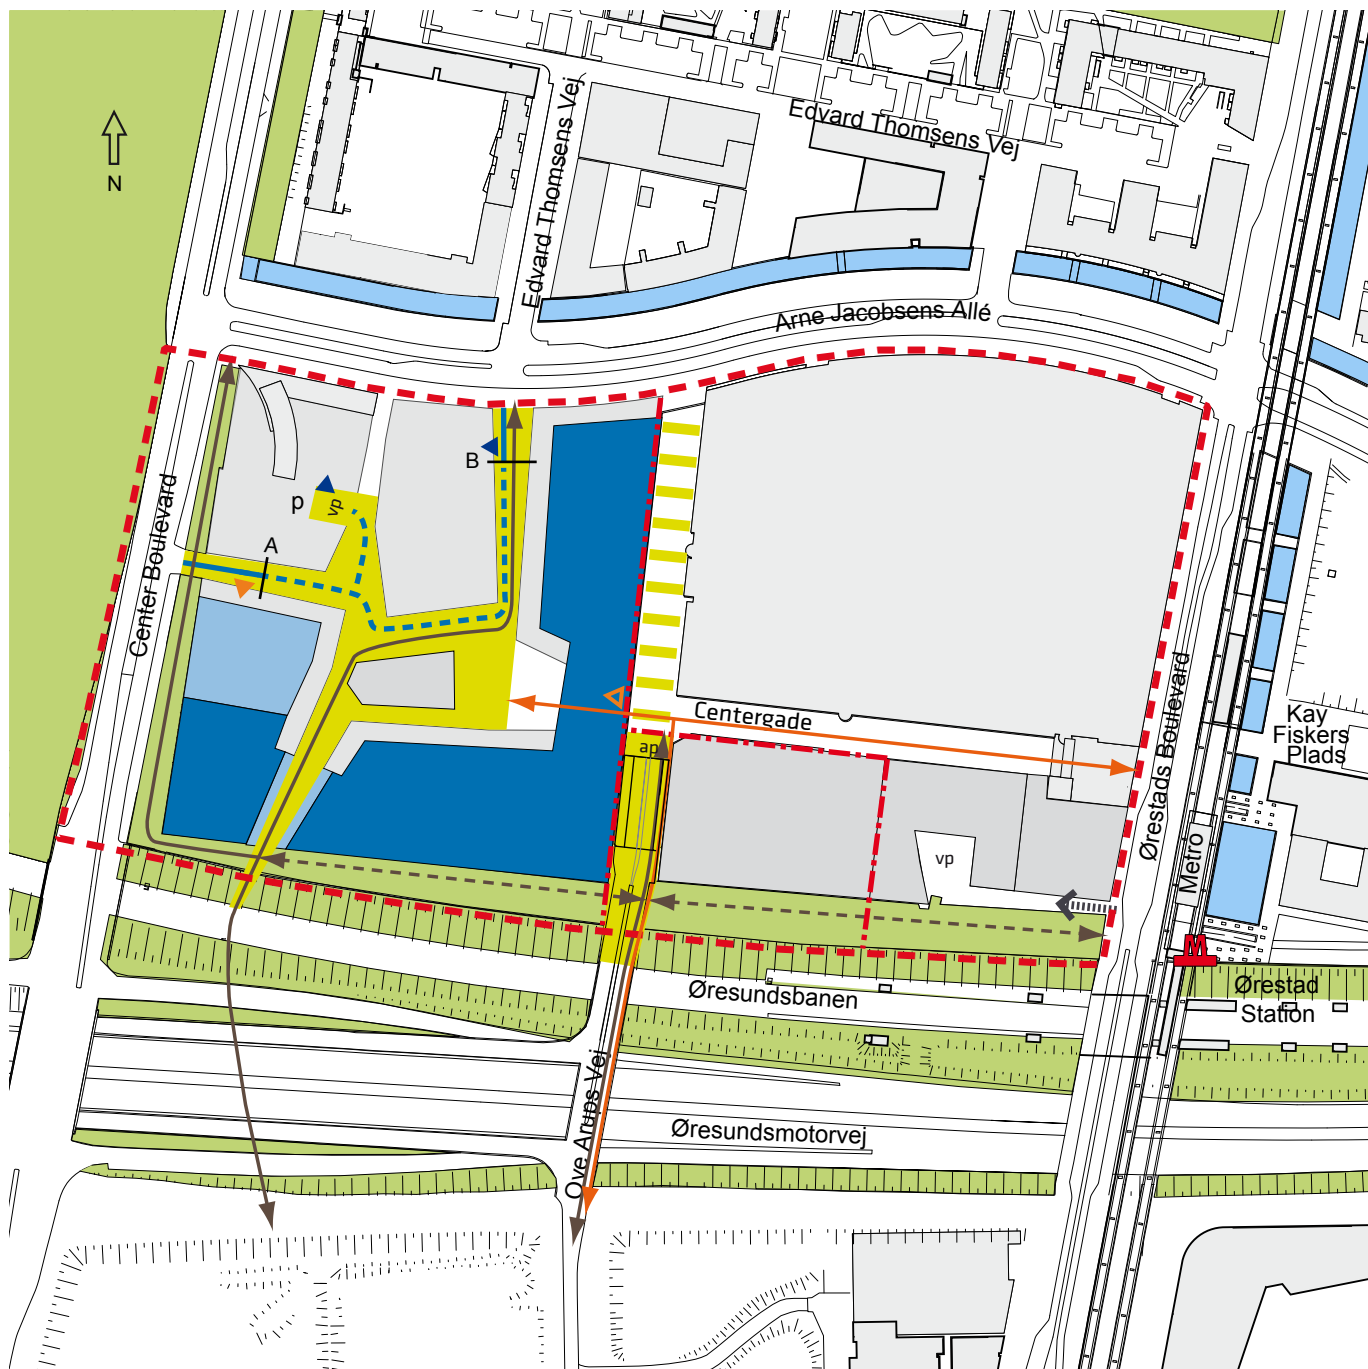 N
Edvard Thomsens Vej
Edvard Thomsens Vej
Arne Jacobsens Allé
B
p
vp
A
Center Boulevard
Centergade
ap
Ørestads Boulevard
Kay
Fiskers
Plads
vp
Metro
M
Øresundsbanen
Ørestad
Station
Ove Arups Vej
Øresundsmotorvej